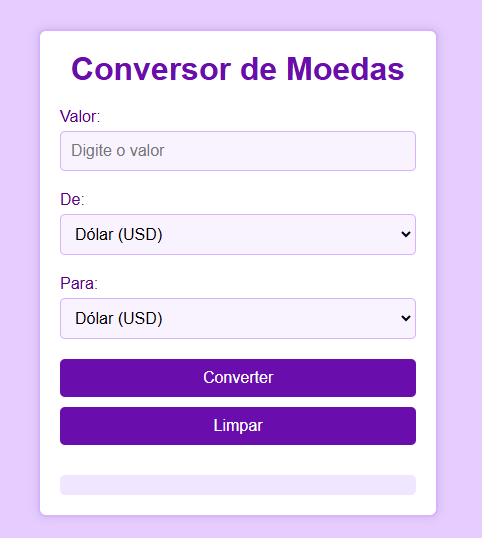 Conversor de Moedas
Valor:
Digite o valor
De:
Dólar (USD)
Para:
Dólar (USD)
Converter
Limpar